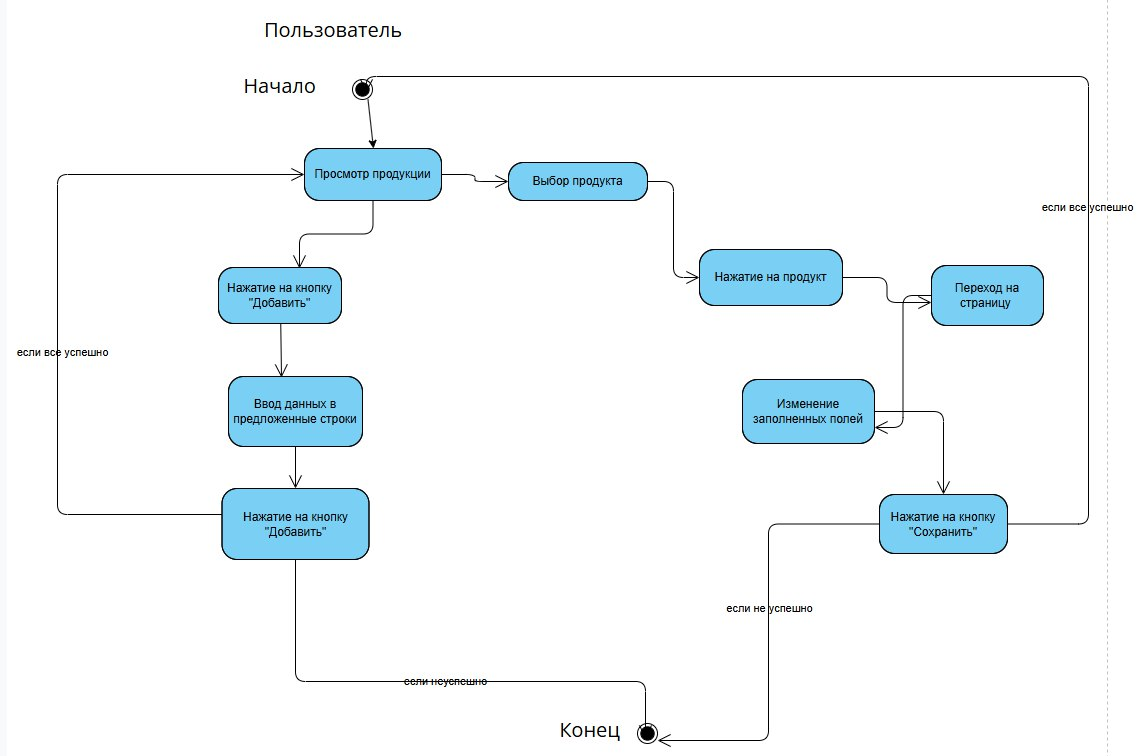 Пользователь
Начало
Просмотр продукции
Выбор продукта
если все успешно
Нажатие на кнопку
"Добавить"
Нажатие на продукт
Переход на
страницу
если все успешно
Ввод данных в
предложенные строки
Изменение
заполненных полей
Нажатие на кнопку
"Добавить"
Нажатие на кнопку
"Сохранить"
если не успешно
если неуспешно
Конец